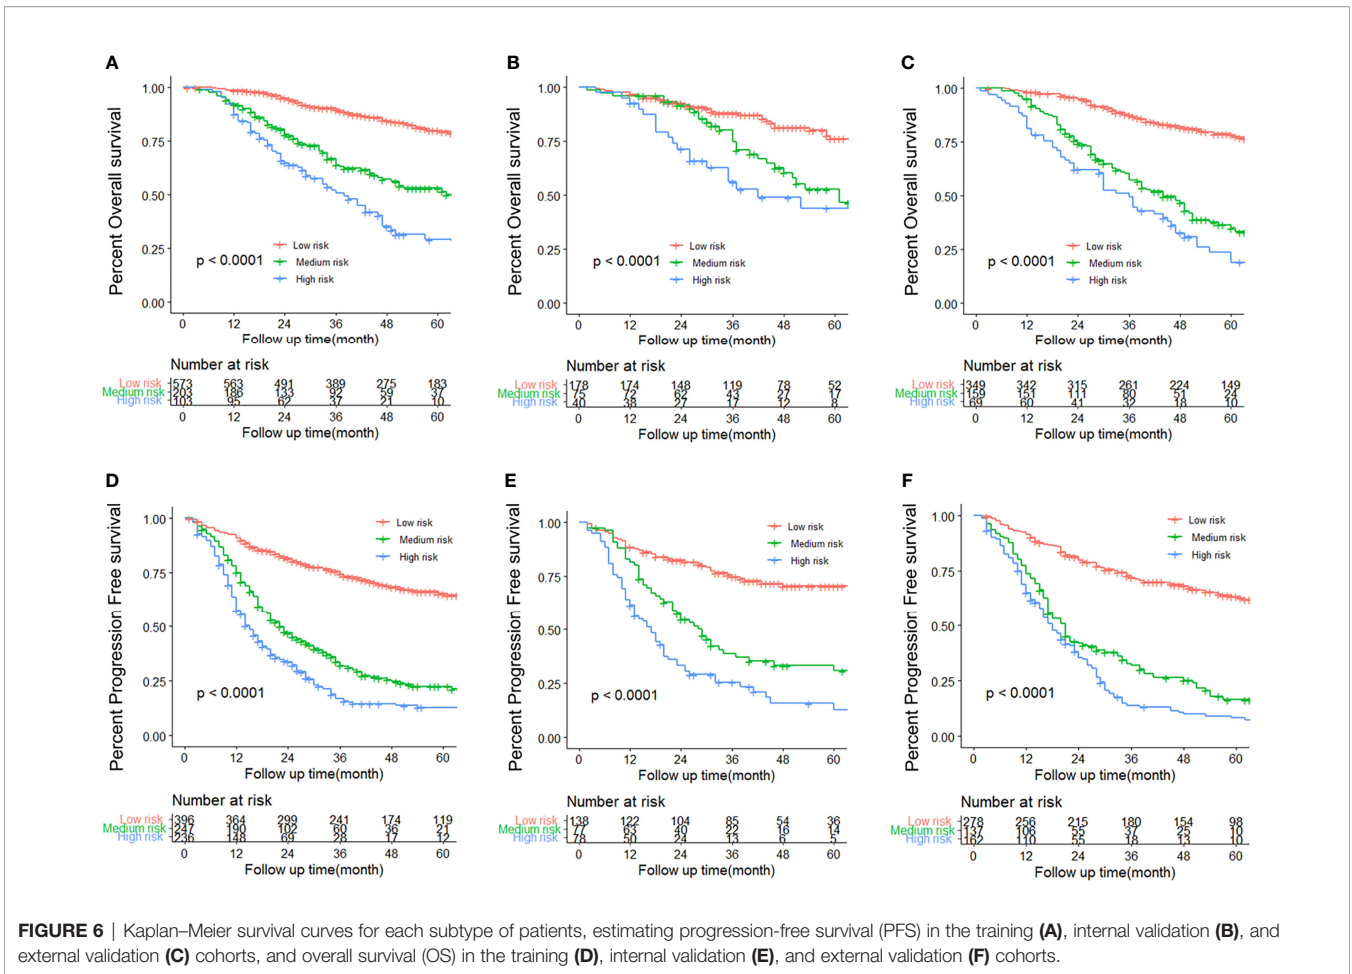 A
Percent Overall survival
1.00
0.75
0.50
0.25
0.00
Low risk
Medium risk
High risk
p < 0.0001
0 12 24 36 48 60
Follow up time(month)
Number at risk
Low risk 573 563 491 389 275 183
Medium risk 203 186 133 92 59 37
High risk 103 95 62 37 21 10
0 12 24 36 48 60
Follow up time(month)
B
Percent Overall survival
1.00
0.75
0.50
0.25
0.00
Low risk
Medium risk
High risk
p < 0.0001
0 12 24 36 48 60
Follow up time(month)
Number at risk
Low risk 178 174 148 119 78 52
Medium risk 75 72 62 43 27 17
High risk 40 38 27 17 12 8
0 12 24 36 48 60
Follow up time(month)
C
Percent Overall survival
1.00
0.75
0.50
0.25
0.00
Low risk
Medium risk
High risk
p < 0.0001
0 12 24 36 48 60
Follow up time(month)
Number at risk
Low risk 349 342 315 261 224 149
Medium risk 159 151 111 80 51 24
High risk 69 60 41 32 18 10
0 12 24 36 48 60
Follow up time(month)
D
Percent Progression Free survival
1.00
0.75
0.50
0.25
0.00
Low risk
Medium risk
High risk
p < 0.0001
0 12 24 36 48 60
Follow up time(month)
Number at risk
Low risk 396 364 299 241 174 119
Medium risk 247 190 102 60 36 21
High risk 236 148 69 28 17 12
0 12 24 36 48 60
Follow up time(month)
E
Percent Progression Free survival
1.00
0.75
0.50
0.25
0.00
Low risk
Medium risk
High risk
p < 0.0001
0 12 24 36 48 60
Follow up time(month)
Number at risk
Low risk 138 122 104 85 54 36
Medium risk 77 63 40 22 16 14
High risk 78 50 24 13 6 5
0 12 24 36 48 60
Follow up time(month)
F
Percent Progression Free survival
1.00
0.75
0.50
0.25
0.00
Low risk
Medium risk
High risk
p < 0.0001
0 12 24 36 48 60
Follow up time(month)
Number at risk
Low risk 278 256 215 180 154 98
Medium risk 137 106 55 37 25 10
High risk 162 110 55 18 13 10
0 12 24 36 48 60
Follow up time(month)
FIGURE 6 | Kaplan–Meier survival curves for each subtype of patients, estimating progression-free survival (PFS) in the training (A), internal validation (B), and
external validation (C) cohorts, and overall survival (OS) in the training (D), internal validation (E), and external validation (F) cohorts.